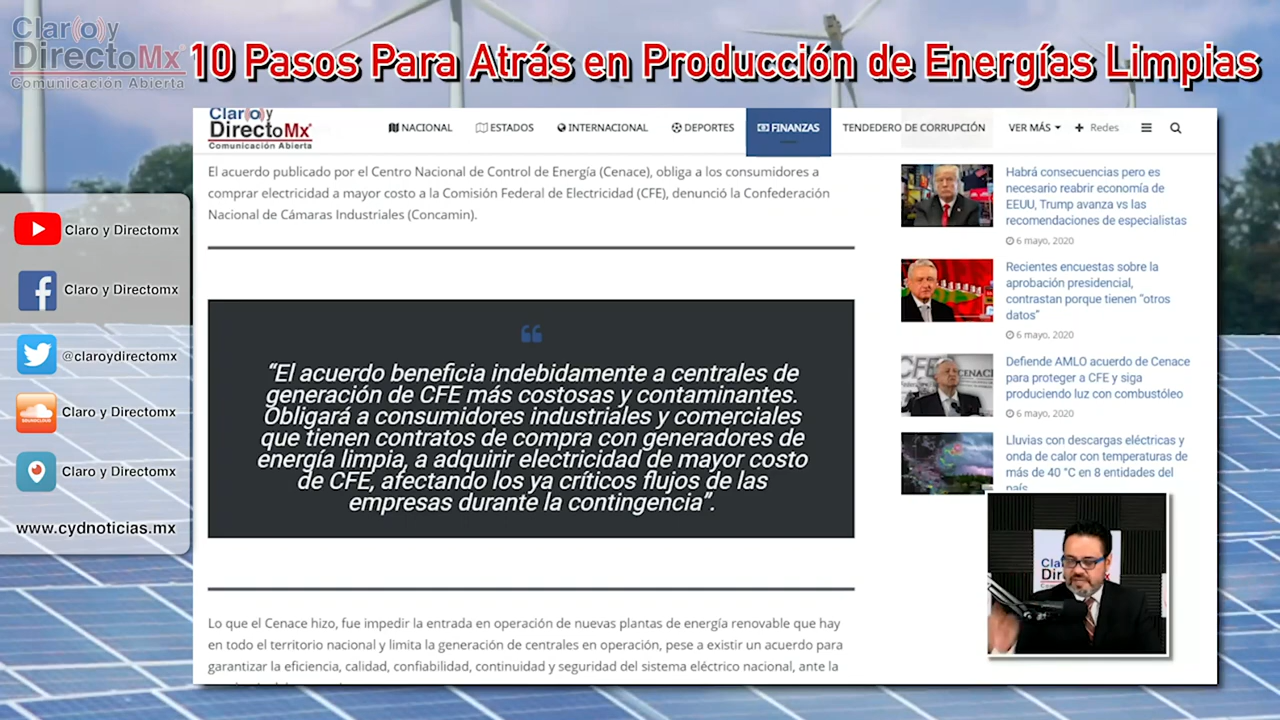 Claro y
DirectoMx
Comunicación Abierta
10 Pasos Para Atrás en Producción de Energías Limpias
Claro y
DirectoMx
Comunicación Abierta
NACIONAL
ESTADOS
INTERNACIONAL
DEPORTES
FINANZAS
TENDEDERO DE CORRUPCIÓN
VER MÁS
Redes
El acuerdo publicado por el Centro Nacional de Control de Energía (Cenace), obliga a los consumidores a
comprar electricidad a mayor costo a la Comisión Federal de Electricidad (CFE), denunció la Confederación
Nacional de Cámaras Industriales (Concamin).
“El acuerdo beneficia indebidamente a centrales de
generación de CFE más costosas y contaminantes.
Obligará a consumidores industriales y comerciales
que tienen contratos de compra con generadores de
energía limpia, a adquirir electricidad de mayor costo
de CFE, afectando los ya críticos flujos de las
empresas durante la contingencia”.
Lo que el Cenace hizo, fue impedir la entrada en operación de nuevas plantas de energía renovable que hay
en todo el territorio nacional y limita la generación de centrales en operación, pese a existir un acuerdo para
garantizar la eficiencia, calidad, confiabilidad, continuidad y seguridad del sistema eléctrico nacional, ante la
Habrá consecuencias pero es
necesario reabrir economía de
EEUU, Trump avanza vs las
recomendaciones de especialistas
6 mayo, 2020
Recientes encuestas sobre la
aprobación presidencial,
contrastan porque tienen “otros
datos”
6 mayo, 2020
Defiende AMLO acuerdo de Cenace
para proteger a CFE y siga
produciendo luz con combustóleo
6 mayo, 2020
Lluvias con descargas eléctricas y
onda de calor con temperaturas de
más de 40 °C en 8 entidades del
país
Claro y Directomx
Claro y Directomx
@claroydirectomx
Claro y Directomx
Claro y Directomx
www.cydnoticias.mx